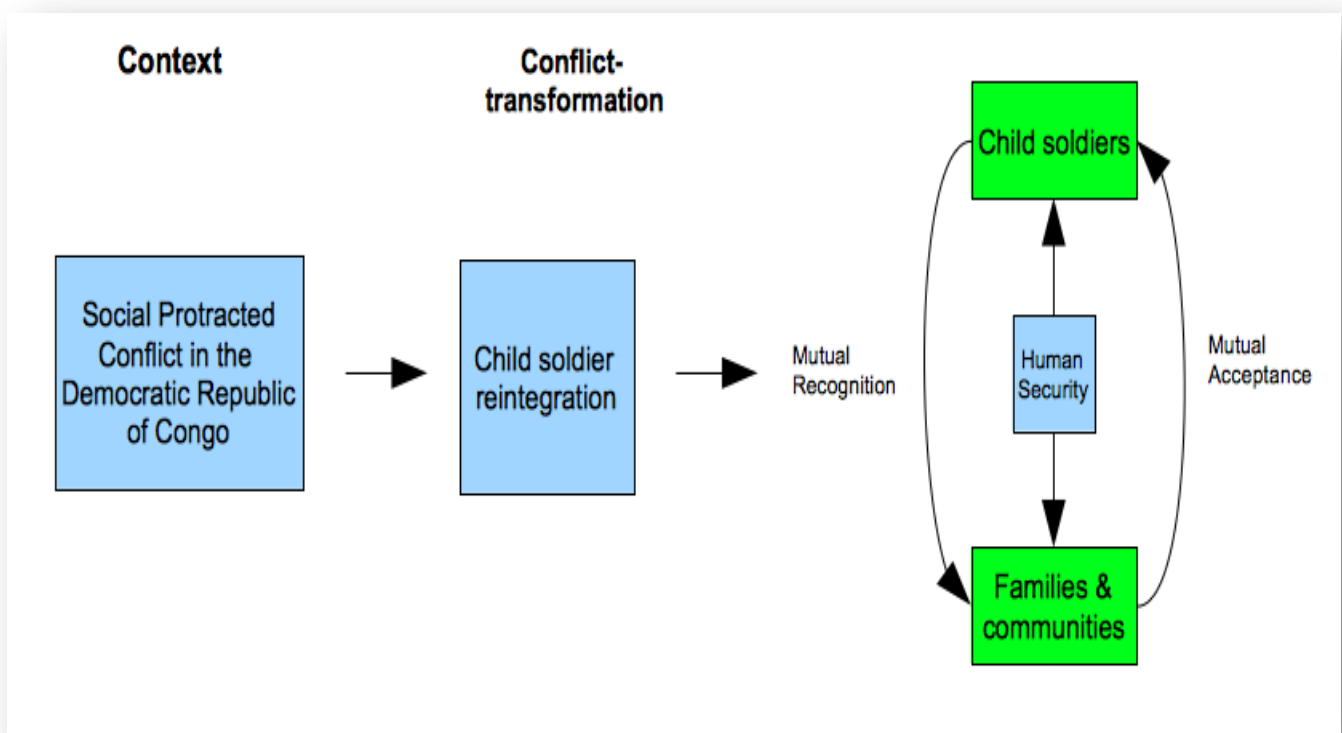 Context
Conflict-
transformation
Social Protracted
Conflict in the
Democratic Republic
of Congo
Child soldier
reintegration
Mutual
Recognition
Child soldiers
Human
Security
Families &
communities
Mutual
Acceptance